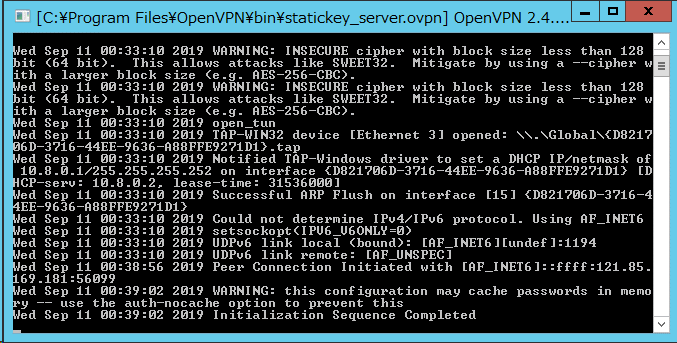 [C:¥Program Files¥OpenVPN¥bin¥statickey_server.ovpn] OpenVPN 2.4....
Wed Sep 11 00:33:10 2019 WARNING: INSECURE cipher with block size less than 128
bit (64 bit).  This allows attacks like SWEET32.  Mitigate by using a --cipher w
ith a larger block size (e.g. AES-256-CBC).
Wed Sep 11 00:33:10 2019 WARNING: INSECURE cipher with block size less than 128
bit (64 bit).  This allows attacks like SWEET32.  Mitigate by using a --cipher w
ith a larger block size (e.g. AES-256-CBC).
Wed Sep 11 00:33:10 2019 open_tun
Wed Sep 11 00:33:10 2019 TAP-WIN32 device [Ethernet 3] opened: \\.\Global\{D8217
06D-3716-44EE-9636-A88FFE9271D1}.tap
Wed Sep 11 00:33:10 2019 Notified TAP-Windows driver to set a DHCP IP/netmask of
 10.8.0.1/255.255.255.252 on interface {D821706D-3716-44EE-9636-A88FFE9271D1} [D
HCP-serv: 10.8.0.2, lease-time: 31536000]
Wed Sep 11 00:33:10 2019 Successful ARP Flush on interface [15] {D821706D-3716-4
4EE-9636-A88FFE9271D1}
Wed Sep 11 00:33:10 2019 Could not determine IPv4/IPv6 protocol. Using AF_INET6
Wed Sep 11 00:33:10 2019 setsockopt(IPV6_V6ONLY=0)
Wed Sep 11 00:33:10 2019 UDPv6 link local (bound): [AF_INET6][undef]:1194
Wed Sep 11 00:33:10 2019 UDPv6 link remote: [AF_UNSPEC]
Wed Sep 11 00:38:56 2019 Peer Connection Initiated with [AF_INET6]::ffff:121.85.
169.181:56099
Wed Sep 11 00:39:02 2019 WARNING: this configuration may cache passwords in memo
ry -- use the auth-nocache option to prevent this
Wed Sep 11 00:39:02 2019 Initialization Sequence Completed